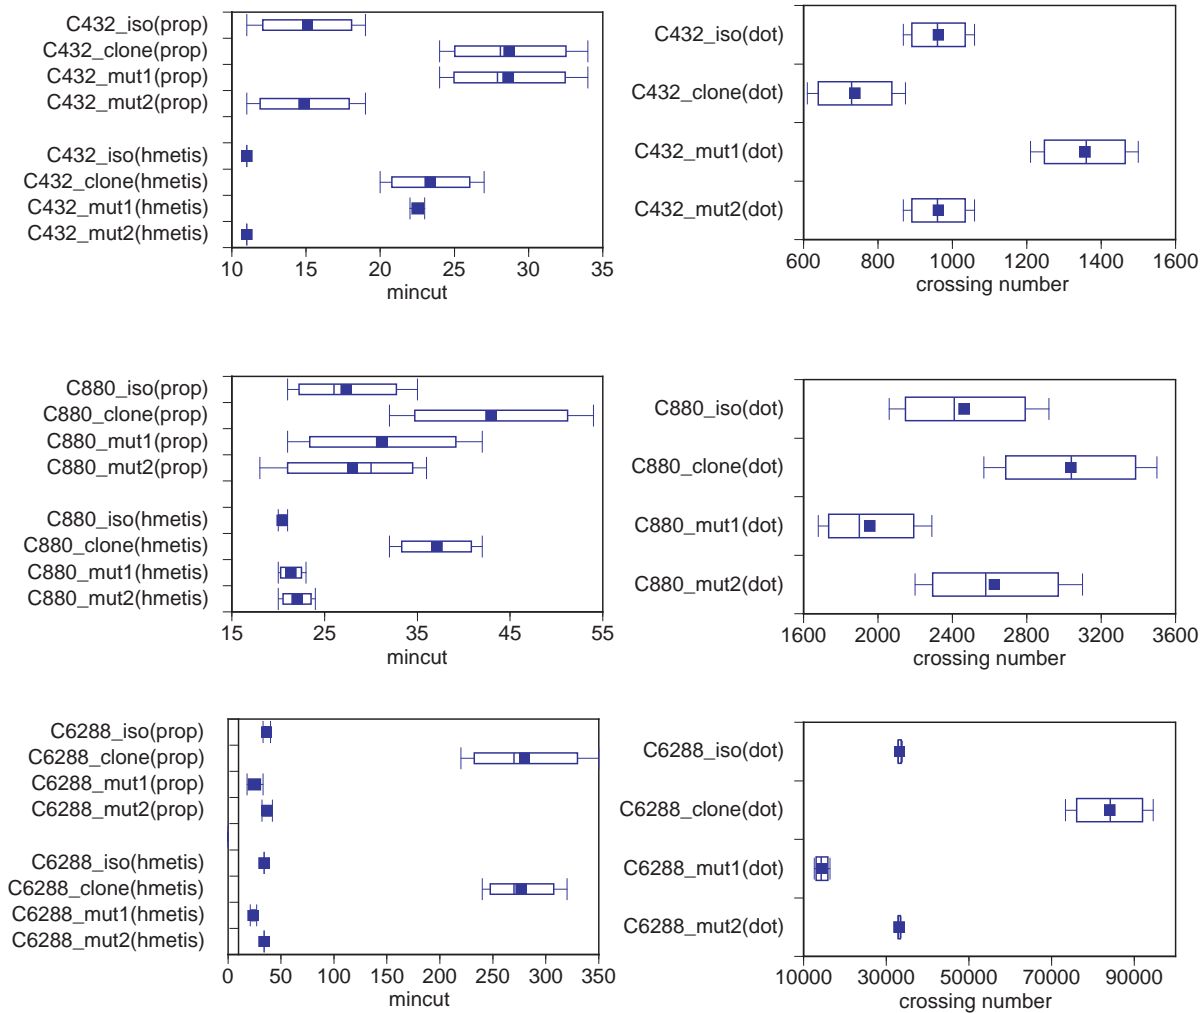 C432_iso(prop)
C432_clone(prop)
C432_mut1(prop)
C432_mut2(prop)
C432_iso(hmetis)
C432_clone(hmetis)
C432_mut1(hmetis)
C432_mut2(hmetis)
10 15 20 25 30 35
mincut
C432_iso(dot)
C432_clone(dot)
C432_mut1(dot)
C432_mut2(dot)
600 800 1000 1200 1400 1600
crossing number
C880_iso(prop)
C880_clone(prop)
C880_mut1(prop)
C880_mut2(prop)
C880_iso(hmetis)
C880_clone(hmetis)
C880_mut1(hmetis)
C880_mut2(hmetis)
15 25 35 45 55
mincut
C880_iso(dot)
C880_clone(dot)
C880_mut1(dot)
C880_mut2(dot)
1600 2000 2400 2800 3200 3600
crossing number
C6288_iso(prop)
C6288_clone(prop)
C6288_mut1(prop)
C6288_mut2(prop)
C6288_iso(hmetis)
C6288_clone(hmetis)
C6288_mut1(hmetis)
C6288_mut2(hmetis)
0 50 100 150 200 250 300 350
mincut
C6288_iso(dot)
C6288_clone(dot)
C6288_mut1(dot)
C6288_mut2(dot)
10000 30000 50000 70000 90000
crossing number